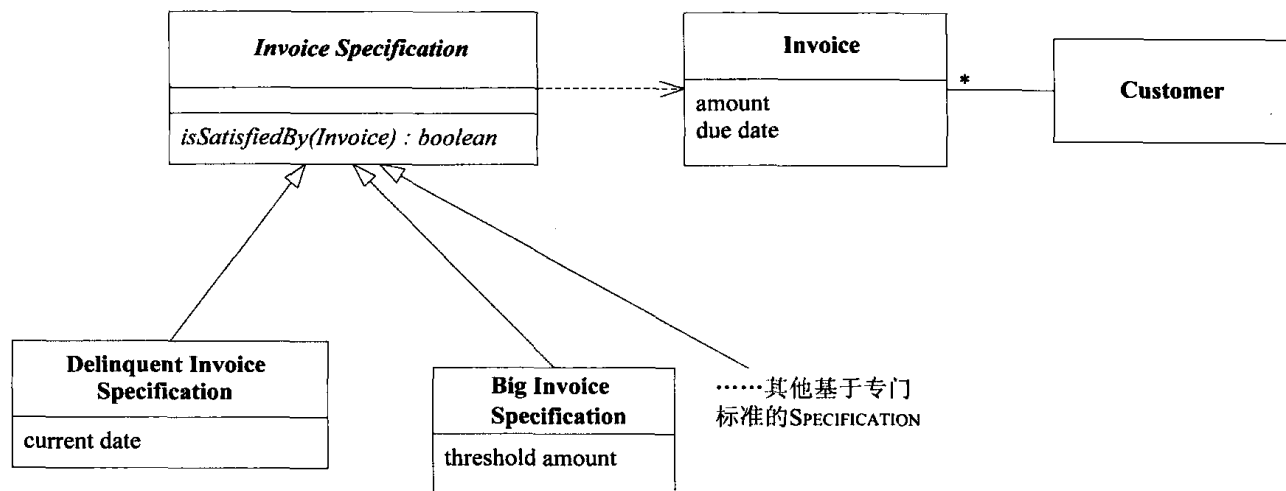 Invoice Specification
isSatisfiedBy(Invoice) : boolean
Invoice
amount
due date
*
Customer
Delinquent Invoice
Specification
current date
Big Invoice
Specification
threshold amount
……其他基于专门
标准的SPECIFICATION